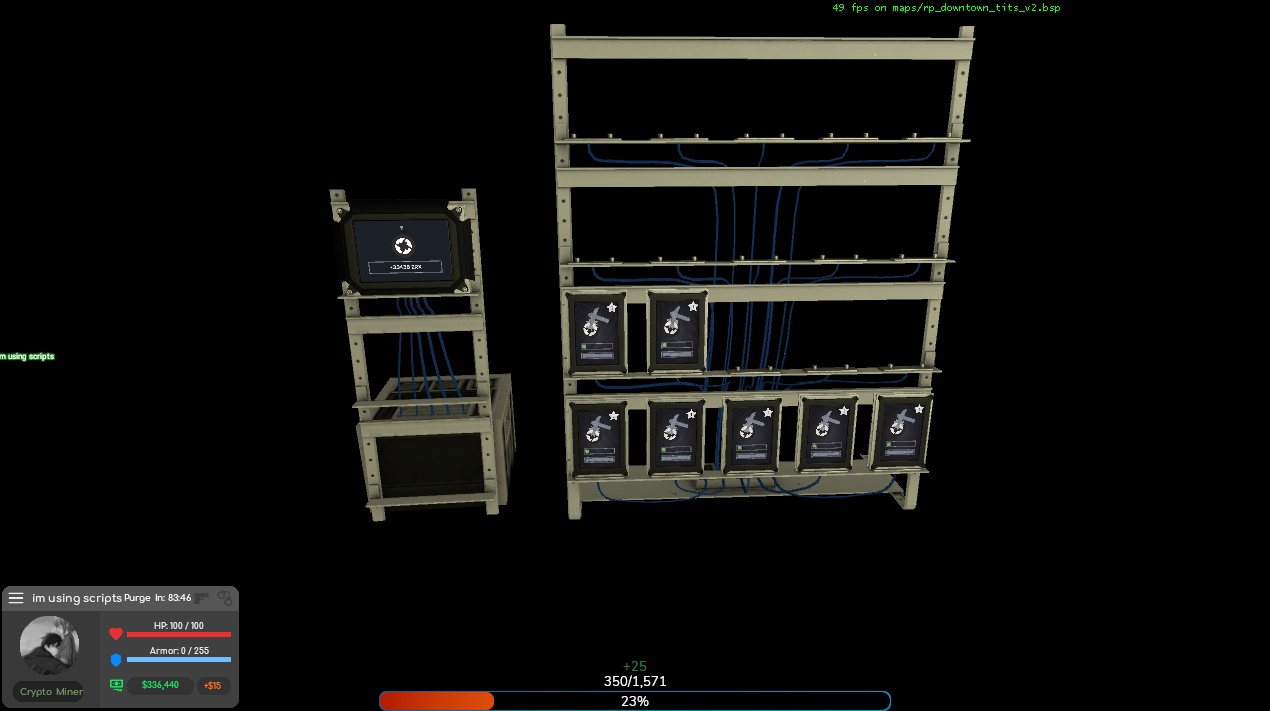 49 fps on maps/rp_downtown_tits_v2.bsp
im using scripts
im using scripts Purge In: 83:46
HP: 100 / 100
Armor: 0 / 255
Crypto Miner
$336,440
+$15
+25
350/1,571
23%